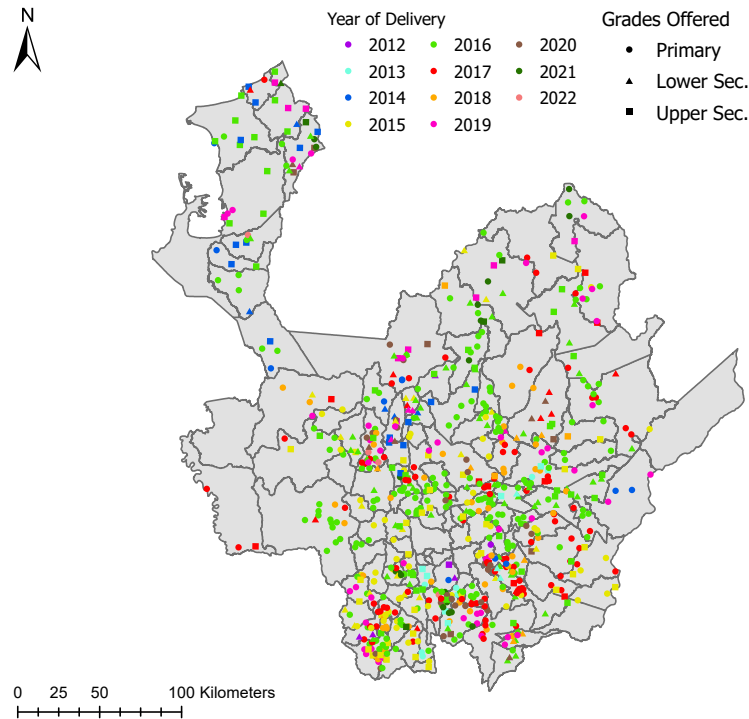 N
Year of Delivery
2012 2016 2020
2013 2017 2021
2014 2018 2022
2015 2019
Grades Offered
Primary
Lower Sec.
Upper Sec.
0 25 50 100 Kilometers